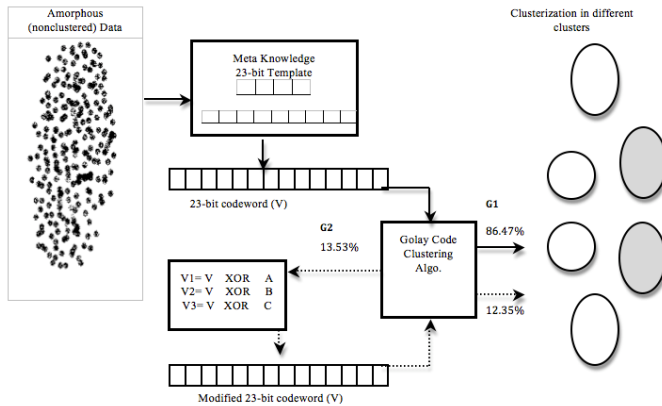 Amorphous
(nonclustered) Data
Clusterization in different
clusters
Meta Knowledge
23-bit Template
23-bit codeword (V)
G1
G2
86.47%
13.53%
Golay Code
Clustering
Algo.
V1= V XOR A
V2= V XOR B
V3= V XOR C
12.35%
Modified 23-bit codeword (V)